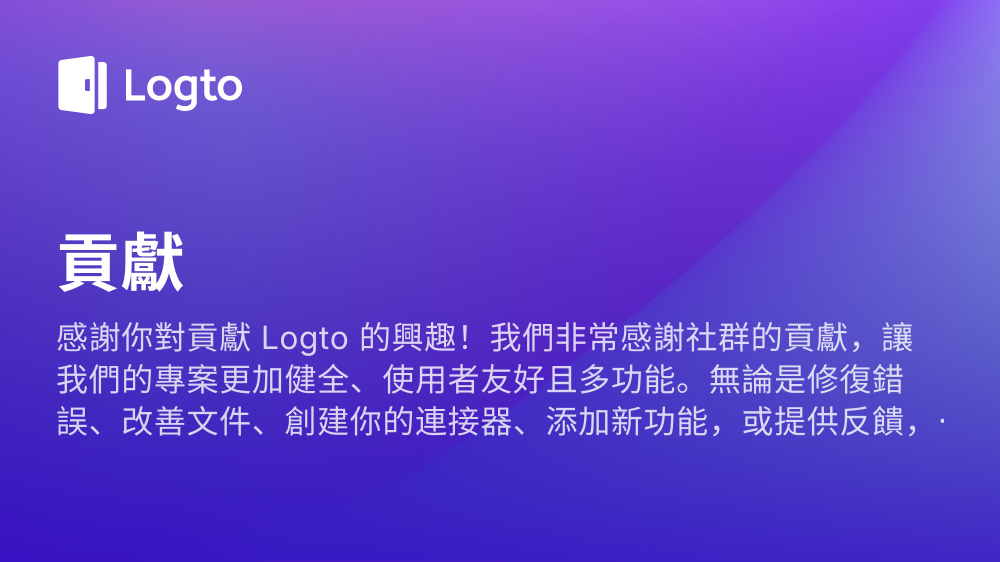 Logto
貢獻
感謝你對貢獻 Logto 的興趣！我們非常感謝社群的貢獻，讓
我們的專案更加健全、使用者友好且多功能。無論是修復錯
誤、改善文件、創建你的連接器、添加新功能，或提供反饋，·